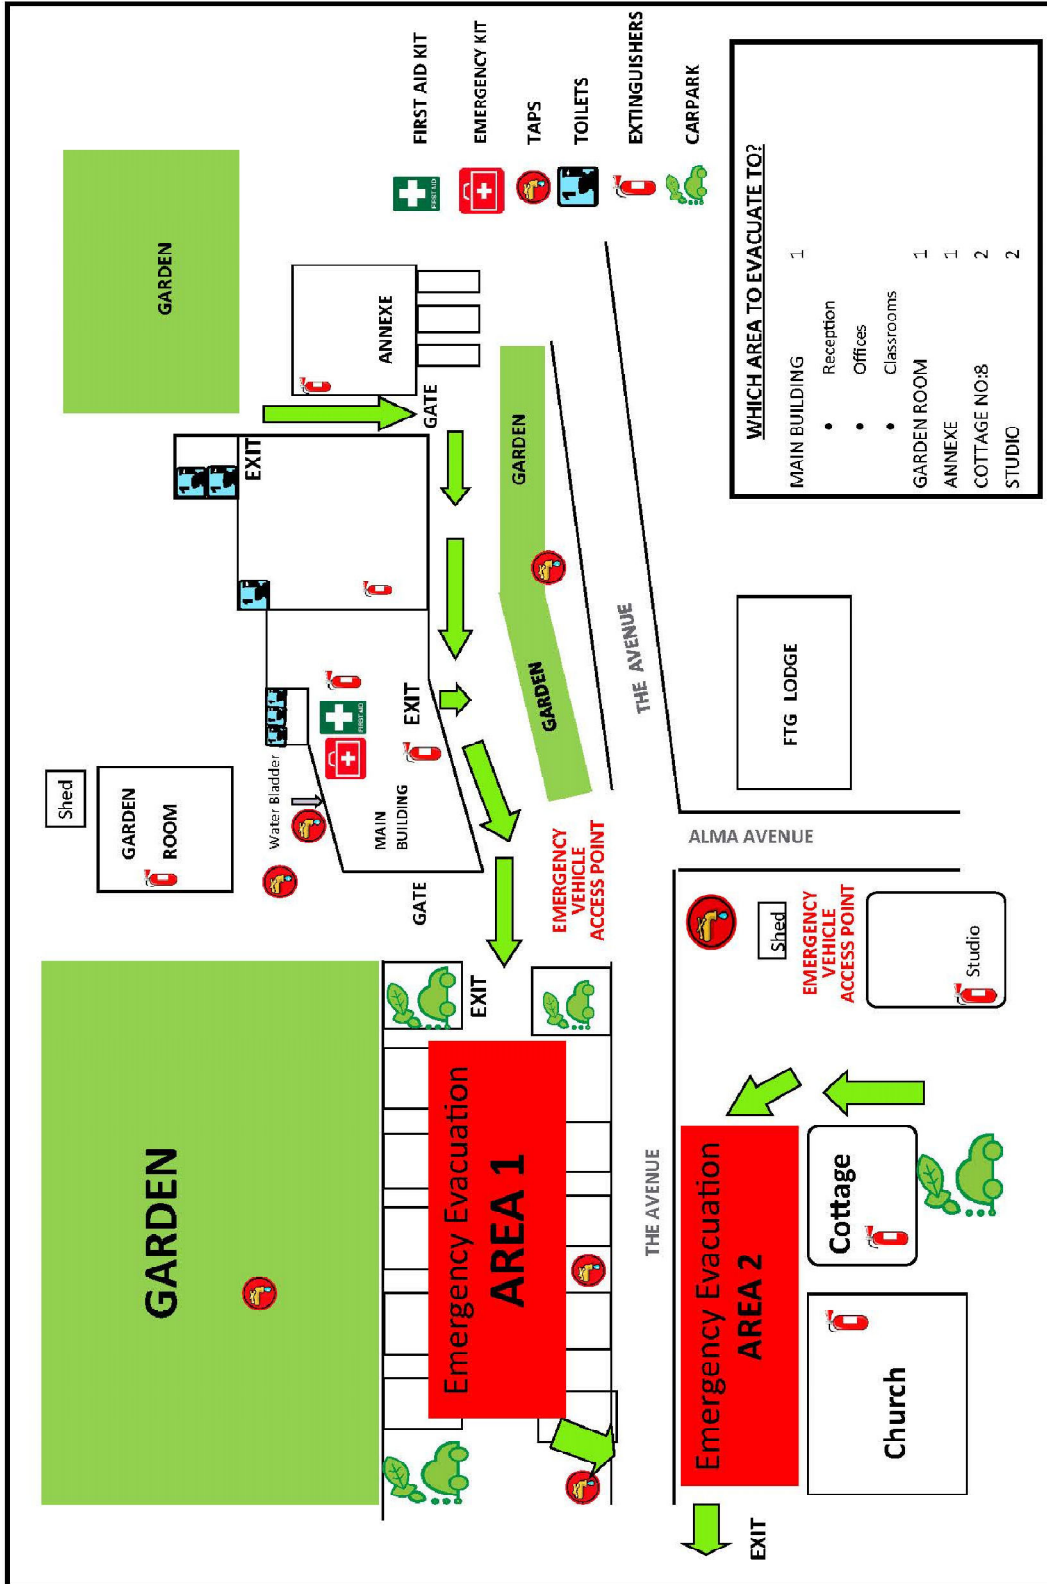 GARDEN
Emergency Evacuation
AREA 1
EXIT
GATE
Shed
GARDEN
ROOM
Water Bladder
MAIN
BUILDING
FIRST AID
EXIT
EXIT
GATE
ANNEXE
GARDEN
GARDEN
GARDEN
EMERGENCY
VEHICLE
ACCESS POINT
THE AVENUE
THE AVENUE
ALMA AVENUE
FTG LODGE
Emergency Evacuation
AREA 2
EXIT
Church
Cottage
Shed
EMERGENCY
VEHICLE
ACCESS POINT
Studio
FIRST AID
FIRST AID KIT
EMERGENCY KIT
TAPS
TOILETS
EXTINGUISHERS
CARPARK
WHICH AREA TO EVACUATE TO?
MAIN BUILDING 1
• Reception
• Offices
• Classrooms
GARDEN ROOM 1
ANNEXE 1
COTTAGE NO:8 2
STUDIO 2